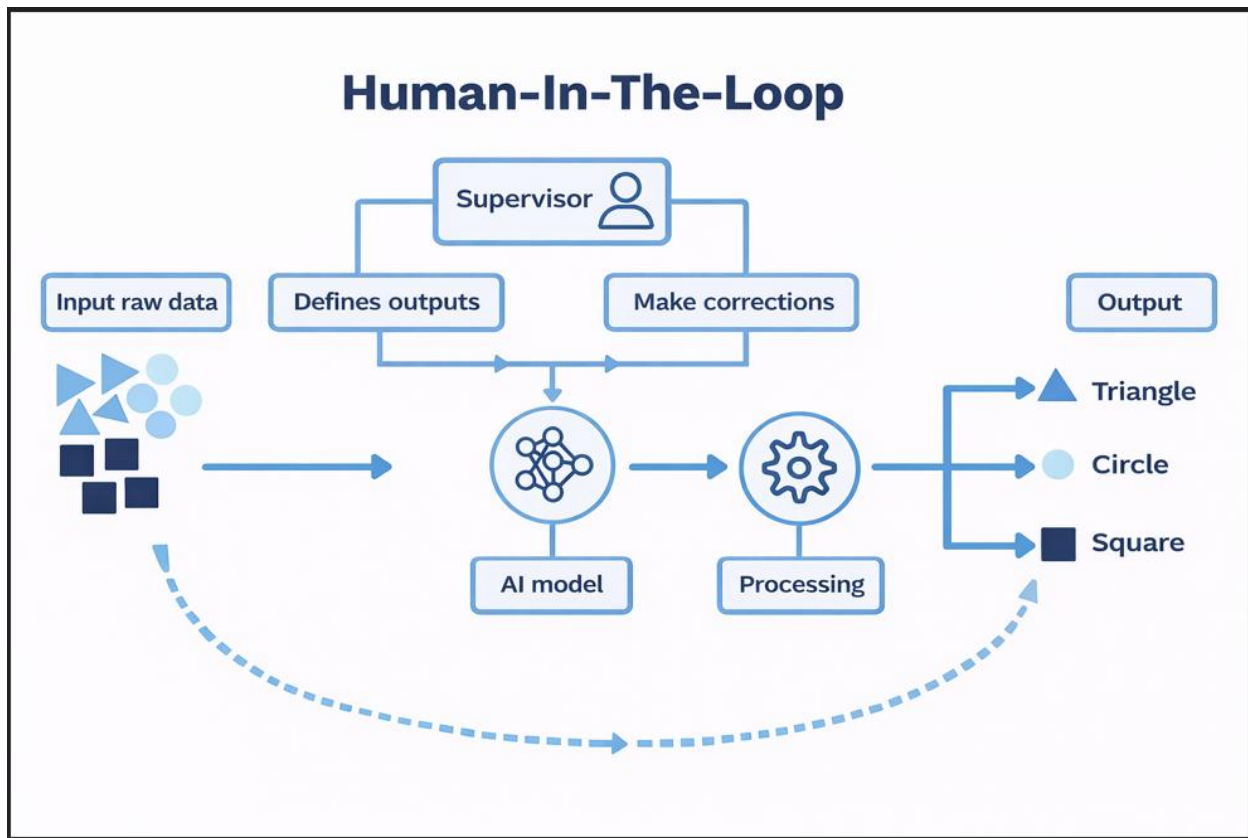 Human-In-The-Loop
Supervisor
Input raw data
Defines outputs
Make corrections
Output
Triangle
Circle
Square
AI model
Processing